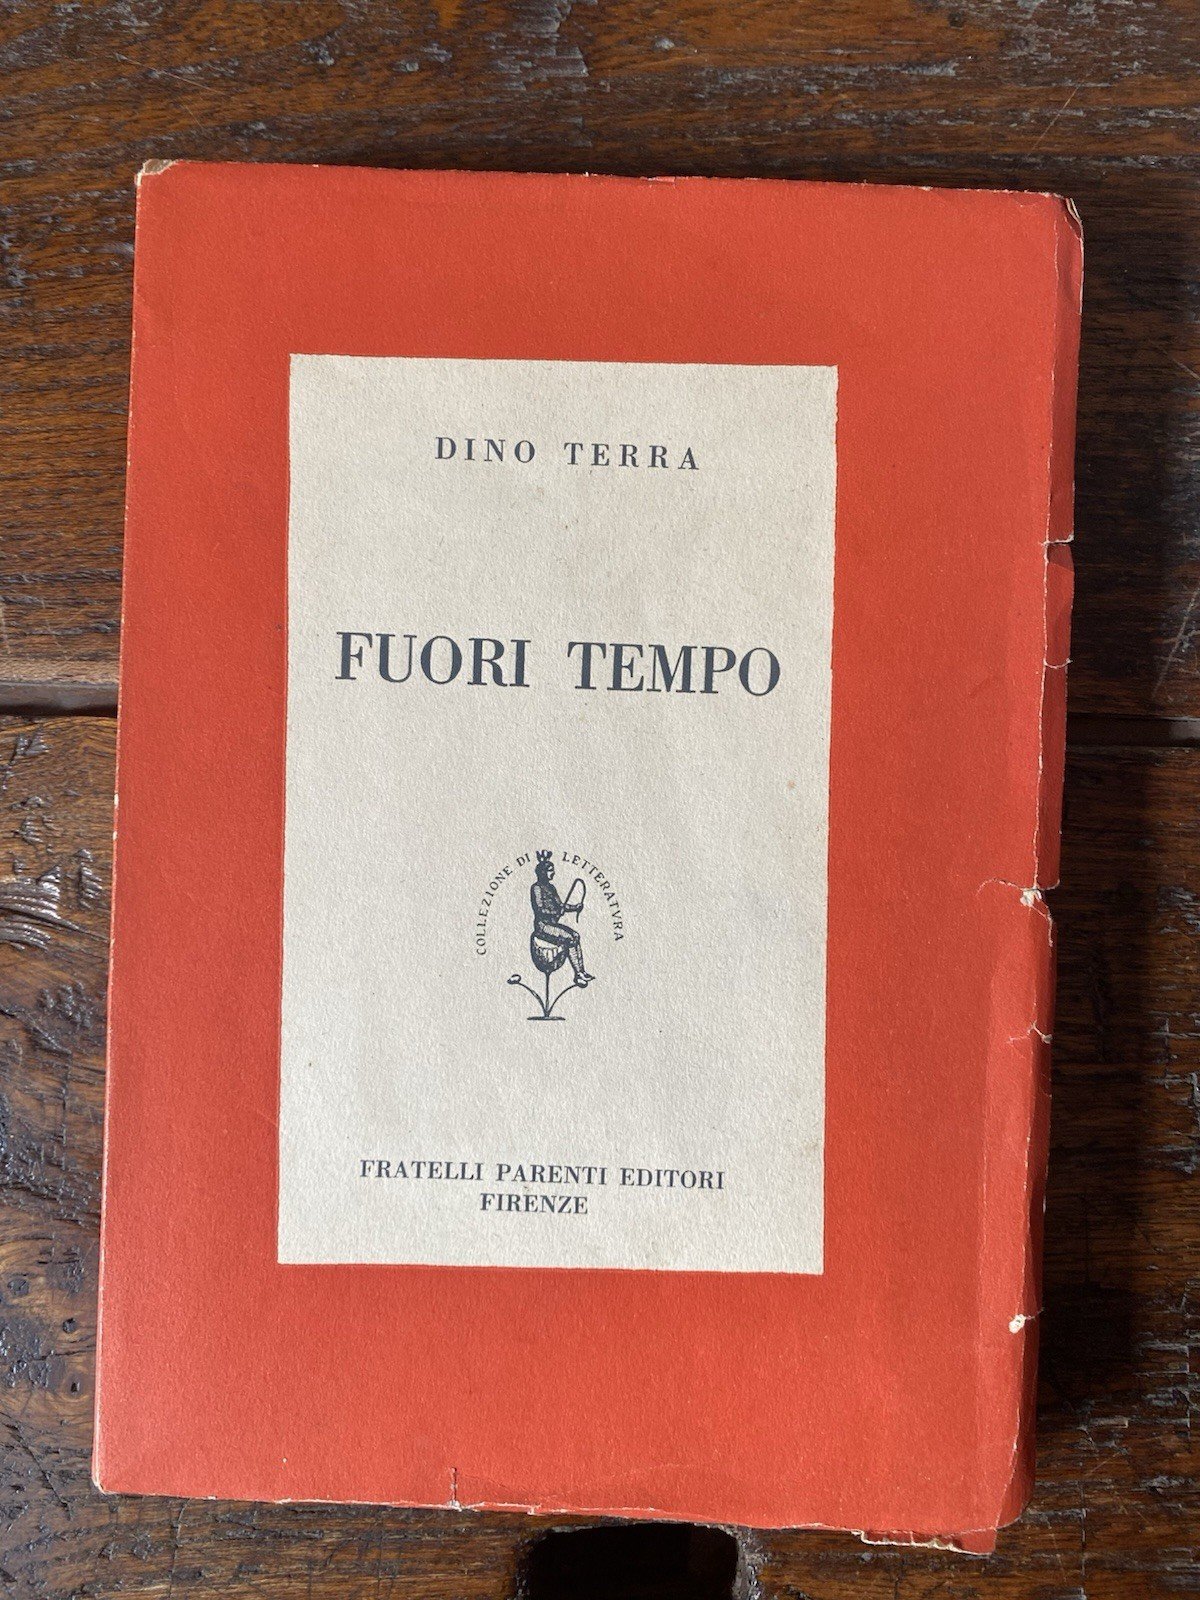 DINO TERRA
FUORI TEMPO
COLLEZIONE DI LETTERATVRA
FRATELLI PARENTI EDITORI
FIRENZE